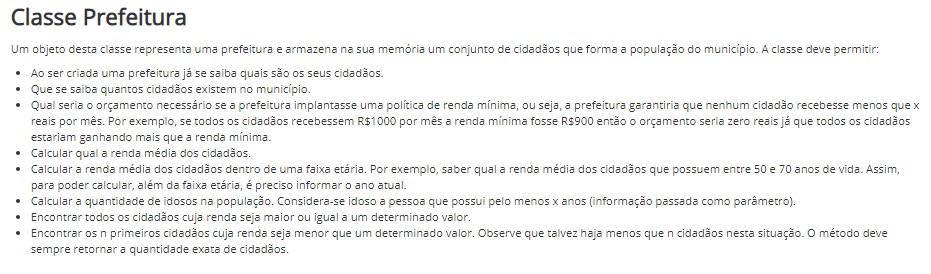 Classe Prefeitura
Um objeto desta classe representa uma prefeitura e armazena na sua memória um conjunto de cidadãos que forma a população do município. A classe deve permitir:
• Ao ser criada uma prefeitura já se saiba quais são os seus cidadãos.
• Que se saiba quantos cidadãos existem no município.
• Qual seria o orçamento necessário se a prefeitura implantasse uma política de renda mínima, ou seja, a prefeitura garantiria que nenhum cidadão recebesse menos que x
reais por mês. Por exemplo, se todos os cidadãos recebessem R$1000 por mês a renda mínima fosse R$900 então o orçamento seria zero reais já que todos os cidadãos
estariam ganhando mais que a renda mínima.
• Calcular qual a renda média dos cidadãos.
• Calcular a renda média dos cidadãos dentro de uma faixa etária. Por exemplo, saber qual a renda média dos cidadãos que possuem entre 50 e 70 anos de vida. Assim,
para poder calcular, além da faixa etária, é preciso informar o ano atual.
• Calcular a quantidade de idosos na população. Considera-se idoso a pessoa que possui pelo menos x anos (informação passada como parâmetro).
• Encontrar todos os cidadãos cuja renda seja maior ou igual a um determinado valor.
• Encontrar os n primeiros cidadãos cuja renda seja menor que um determinado valor. Observe que talvez haja menos que n cidadãos nesta situação. O método deve
sempre retornar a quantidade exata de cidadãos.